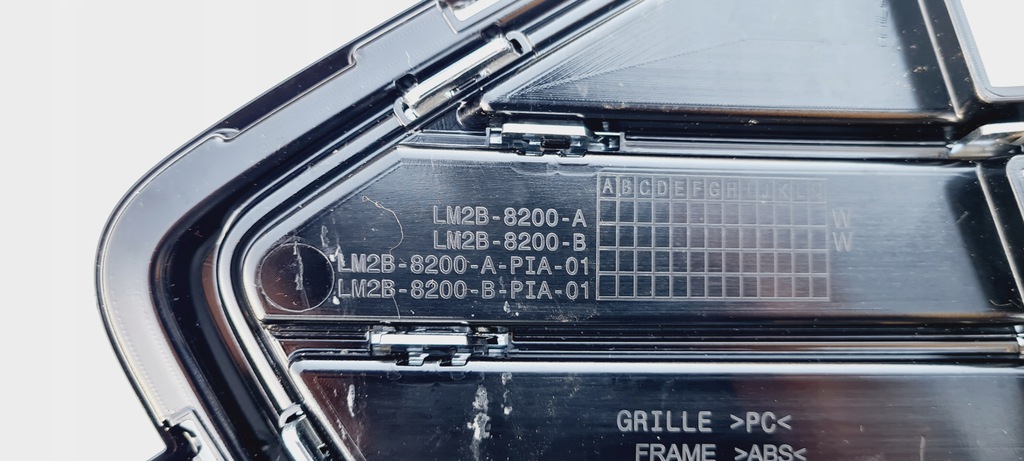 A B C D E F G H I J K L
LM2B-8200-A W
LM2B-8200-B W
LM2B-8200-A-PIA-01
LM2B-8200-B-PIA-01
GRILLE >PC<
FRAME >ABS<